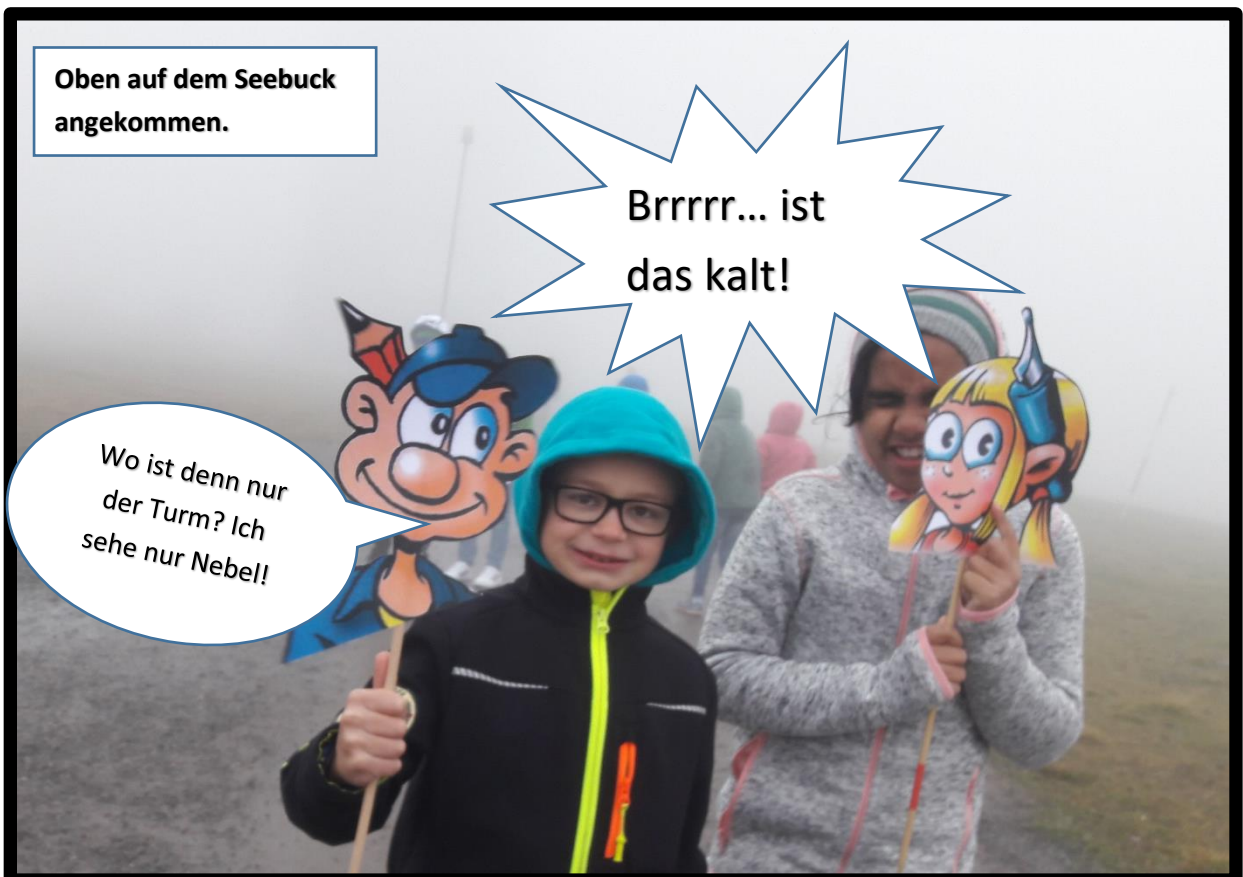 Oben auf dem Seebuck
angekommen.
Brrrrr... ist
das kalt!
Wo ist denn nur
der Turm? Ich
sehe nur Nebel!